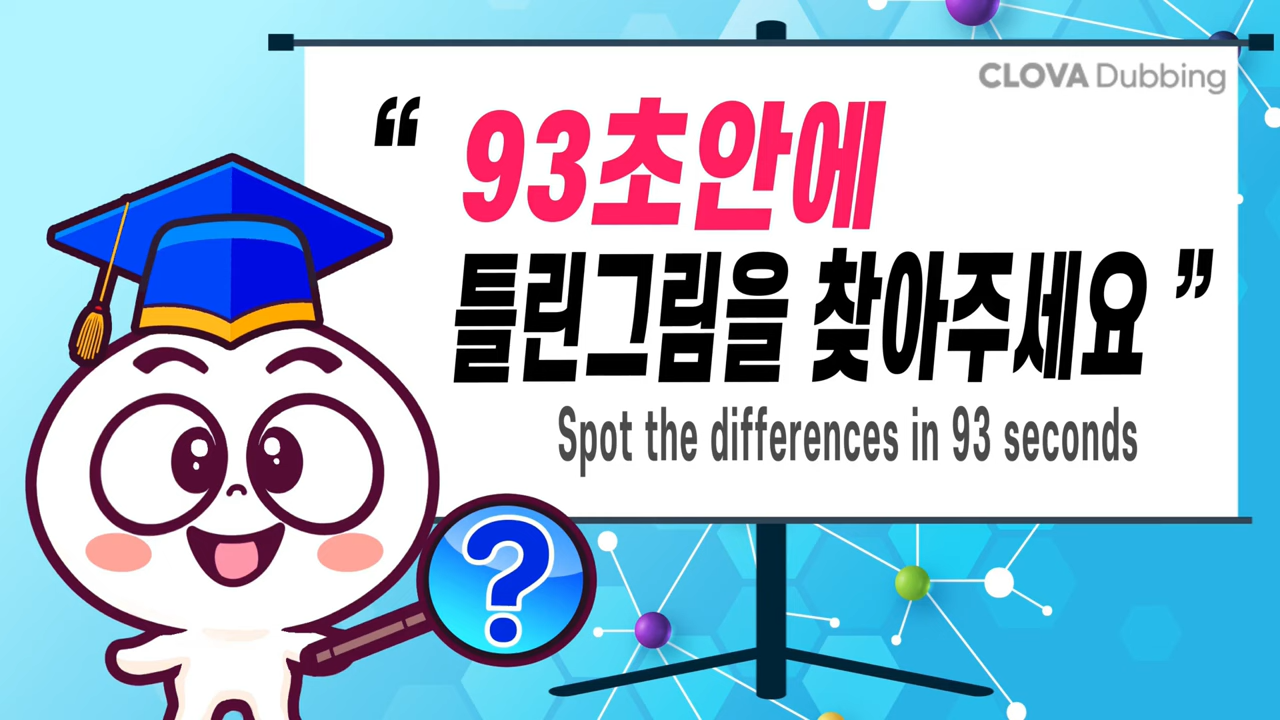 CLOVA Dubbing
“ 93초안에
틀린그림을 찾아주세요 ”
Spot the differences in 93 seconds
?